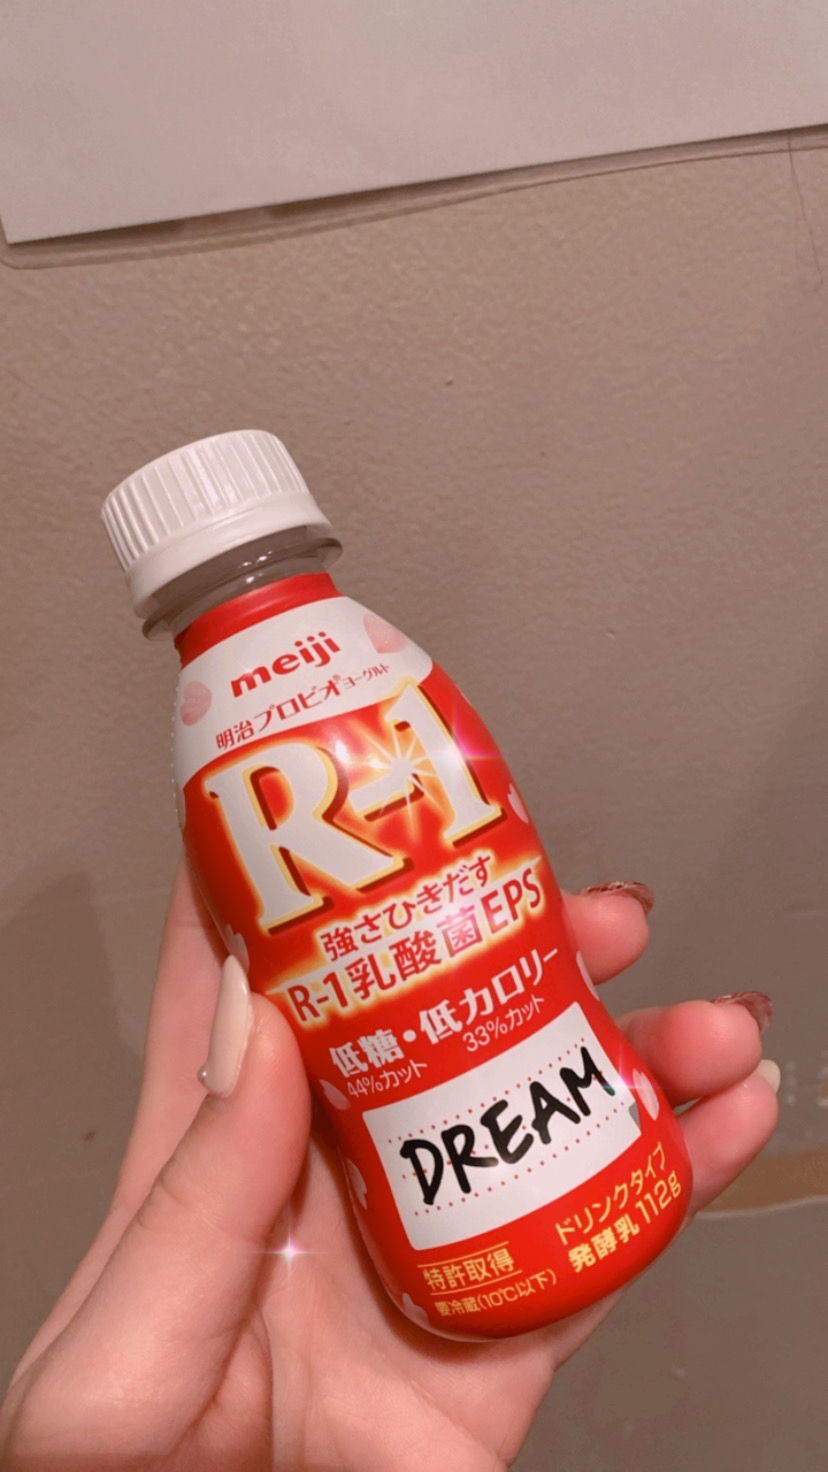 meiji
明治プロビオ®ヨーグルト
R-1
強さひきだす
R-1乳酸菌EPS
低糖・低カロリー
44%カット 33%カット
DREAM
ドリンクタイプ
発酵乳 112g
特許取得
要冷蔵(10℃以下)